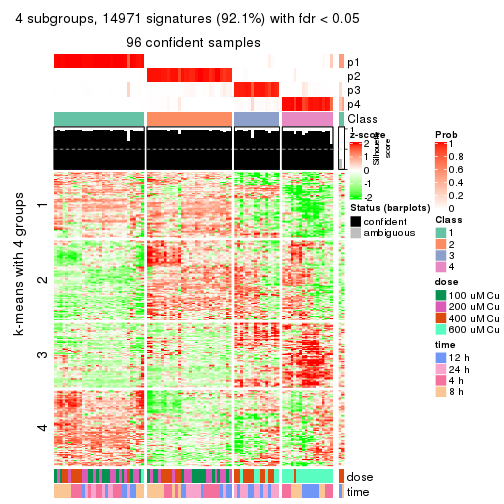 4 subgroups, 14971 signatures (92.1%) with fdr < 0.05
96 confident samples
p1
p2
p3
p4
Class
1
Silhouette score
z-score
2
1
0
-1
-2
Status (barplots)
confident
ambiguous
Prob
1
0.8
0.6
0.4
0.2
0
Class
1
2
3
4
dose
100 uM Cu
200 uM Cu
400 uM Cu
600 uM Cu
time
12 h
24 h
4 h
8 h
k-means with 4 groups
1
2
3
4
dose
time